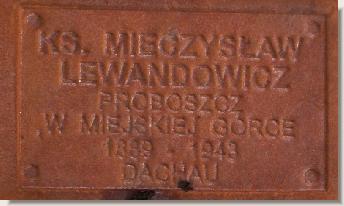 KS. MIECZYSŁAW
LEWANDOWICZ
PROBOSZCZ
W MIEJSKIEJ GÓRCE
DACHAU